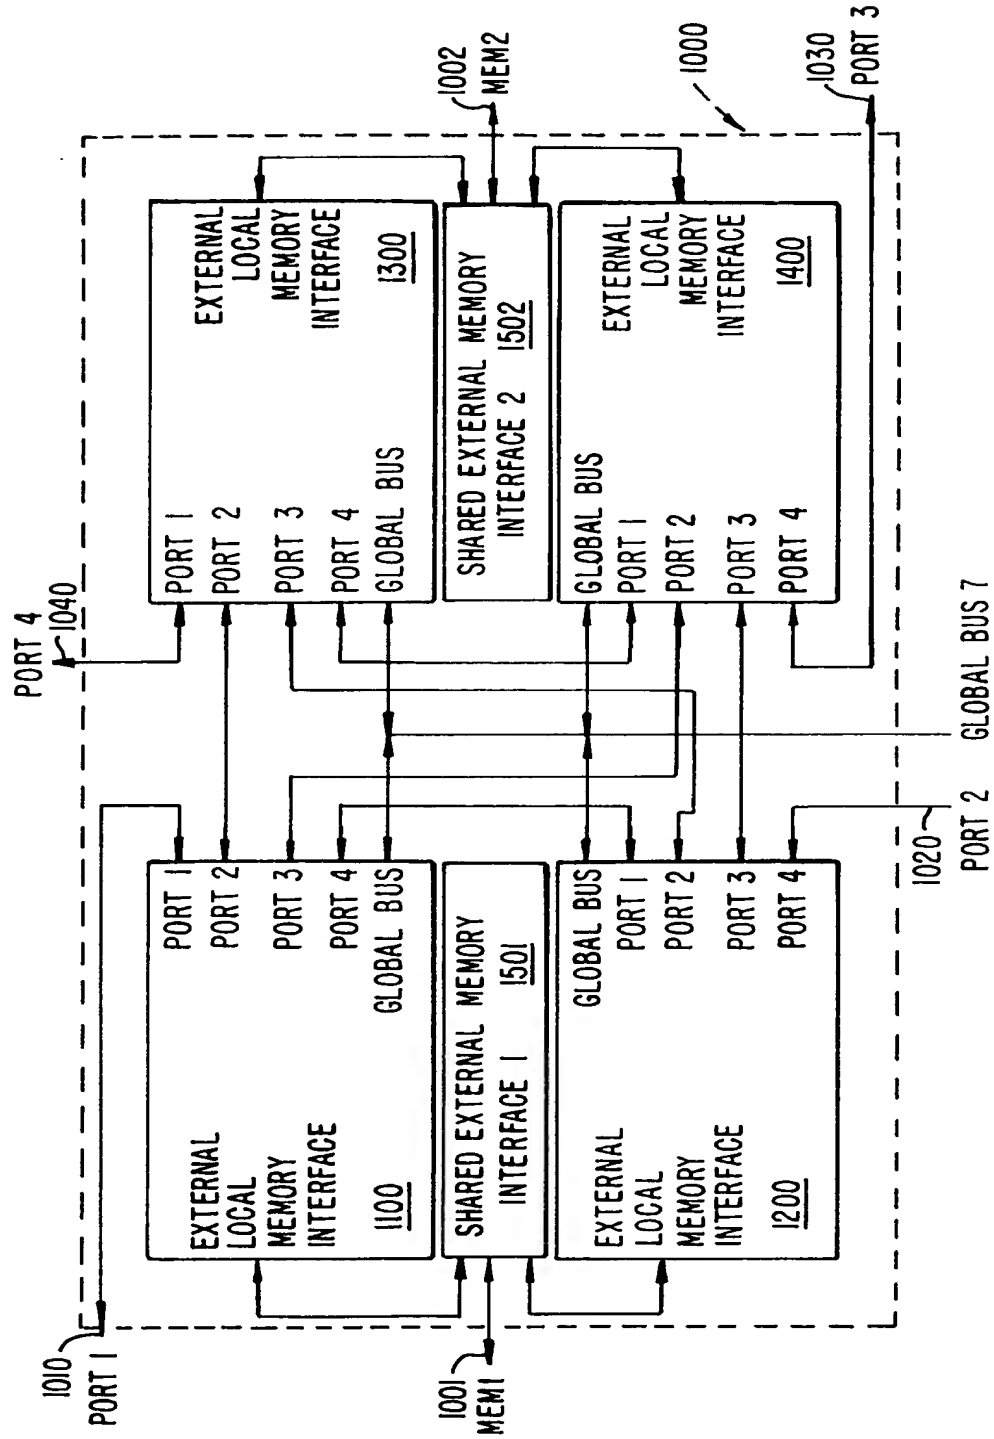 1010
PORT 1
PORT 4
1040
EXTERNAL
LOCAL
MEMORY
INTERFACE
1100
PORT 1
PORT 2
PORT 3
PORT 4
GLOBAL BUS
PORT 1
PORT 2
PORT 3
PORT 4
GLOBAL BUS
EXTERNAL
LOCAL
MEMORY
INTERFACE
1300
1001
MEM1
SHARED EXTERNAL MEMORY
INTERFACE 1 1501
SHARED EXTERNAL MEMORY
INTERFACE 2 1502
1002
MEM2
EXTERNAL
LOCAL
MEMORY
INTERFACE
1200
GLOBAL BUS
PORT 1
PORT 2
PORT 3
PORT 4
GLOBAL BUS
PORT 1
PORT 2
PORT 3
PORT 4
EXTERNAL
LOCAL
MEMORY
INTERFACE
1400
1000
1030
PORT 3
1020
PORT 2
GLOBAL BUS 7